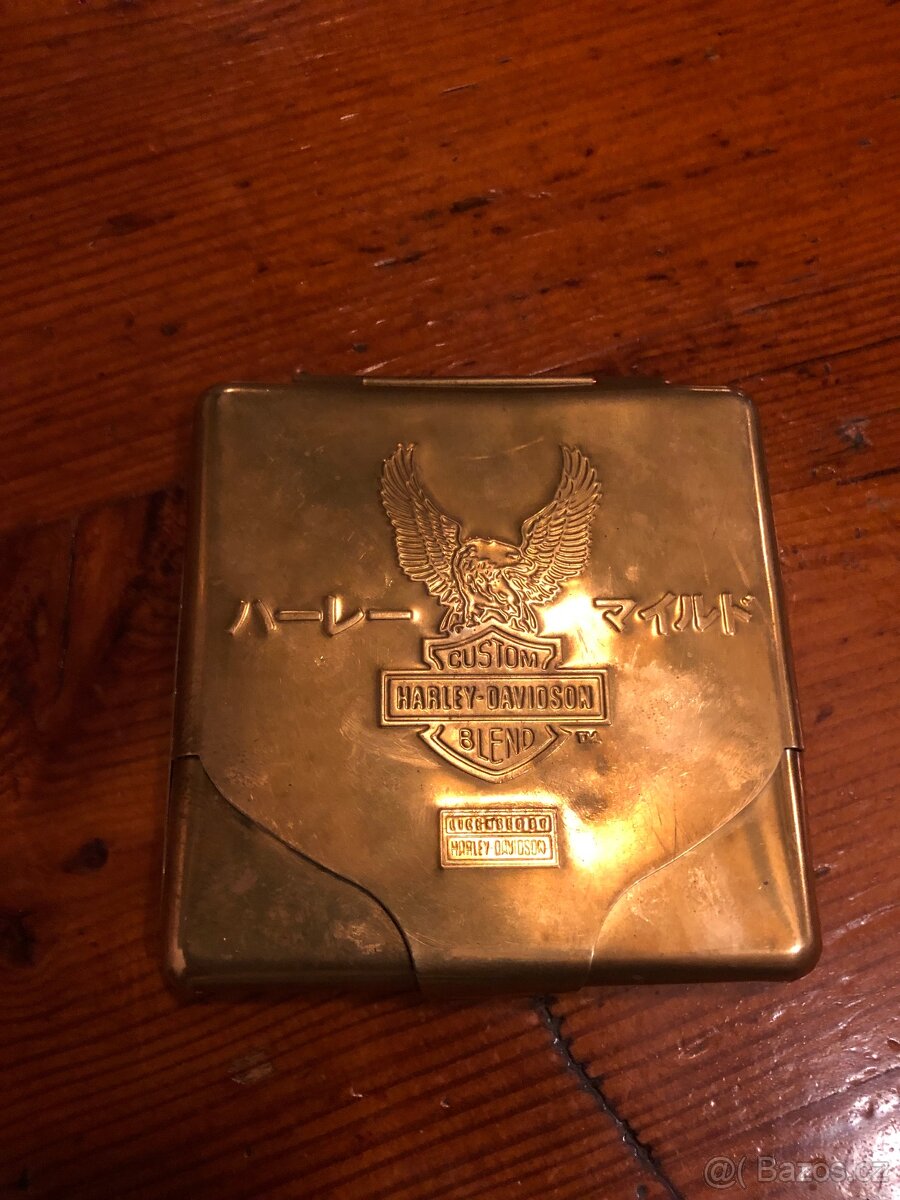 ハーレー マイルド
CUSTOM
HARLEY-DAVIDSON
BLEND TM
HARLEY-DAVIDSON
@( Bazos.cz